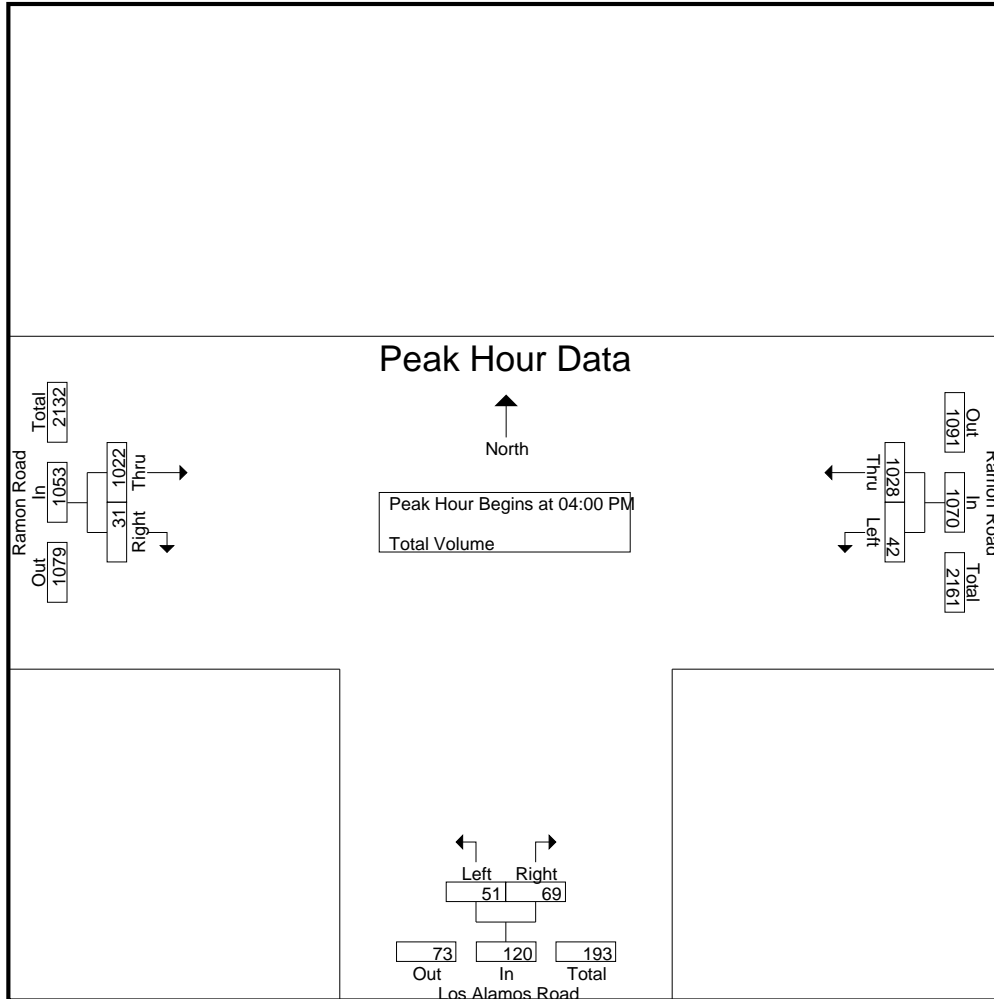 Peak Hour Data
North
Peak Hour Begins at 04:00 PM
Total Volume
Ramon Road
Out In Total
1079 1053 2132
Right Thru
31 1022
Ramon Road
Out In Total
1091 1070 2161
Thru Left
1028 42
Left Right
51 69
73 120 193
Out In Total
Los Alamos Road